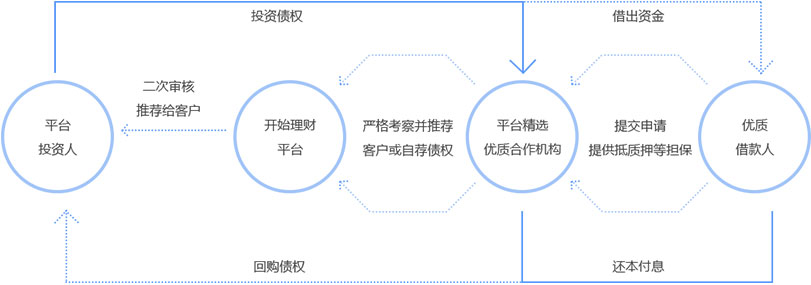 投资债权
借出资金
二次审核
推荐给客户
平台
投资人
开始理财
平台
严格考察并推荐
客户或自荐债权
平台精选
优质合作机构
提交申请
提供抵质押等担保
优质
借款人
回购债权
还本付息